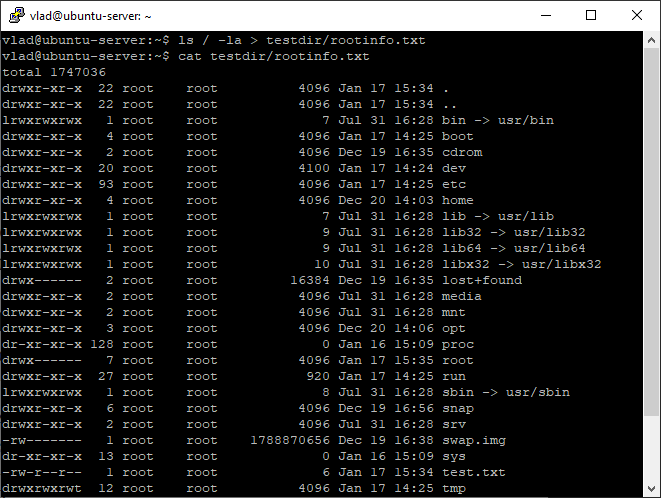 vlad@ubuntu-server: ~
vlad@ubuntu-server:~$ ls / -la > testdir/rootinfo.txt
vlad@ubuntu-server:~$ cat testdir/rootinfo.txt
total 1747036
drwxr-xr-x  22 root    root          4096 Jan 17 15:34 .
drwxr-xr-x  22 root    root          4096 Jan 17 15:34 ..
lrwxrwxrwx   1 root    root             7 Jul 31 16:28 bin -> usr/bin
drwxr-xr-x   4 root    root          4096 Jan 17 14:25 boot
drwxr-xr-x   2 root    root          4096 Dec 19 16:35 cdrom
drwxr-xr-x  20 root    root          4100 Jan 17 14:24 dev
drwxr-xr-x  93 root    root          4096 Jan 17 14:25 etc
drwxr-xr-x   4 root    root          4096 Dec 20 14:03 home
lrwxrwxrwx   1 root    root             7 Jul 31 16:28 lib -> usr/lib
lrwxrwxrwx   1 root    root             9 Jul 31 16:28 lib32 -> usr/lib32
lrwxrwxrwx   1 root    root             9 Jul 31 16:28 lib64 -> usr/lib64
lrwxrwxrwx   1 root    root            10 Jul 31 16:28 libx32 -> usr/libx32
drwx------   2 root    root         16384 Dec 19 16:35 lost+found
drwxr-xr-x   2 root    root          4096 Jul 31 16:28 media
drwxr-xr-x   2 root    root          4096 Jul 31 16:28 mnt
drwxr-xr-x   3 root    root          4096 Dec 20 14:06 opt
dr-xr-xr-x 128 root    root             0 Jan 16 15:09 proc
drwx------   7 root    root          4096 Jan 17 15:35 root
drwxr-xr-x  27 root    root           920 Jan 17 14:25 run
lrwxrwxrwx   1 root    root             8 Jul 31 16:28 sbin -> usr/sbin
drwxr-xr-x   6 root    root          4096 Dec 19 16:56 snap
drwxr-xr-x   2 root    root          4096 Jul 31 16:28 srv
-rw-------   1 root    root    1788870656 Dec 19 16:38 swap.img
dr-xr-xr-x  13 root    root             0 Jan 16 15:09 sys
-rw-r--r--   1 root    root             6 Jan 17 15:34 test.txt
drwxrwxrwt  12 root    root          4096 Jan 17 14:25 tmp